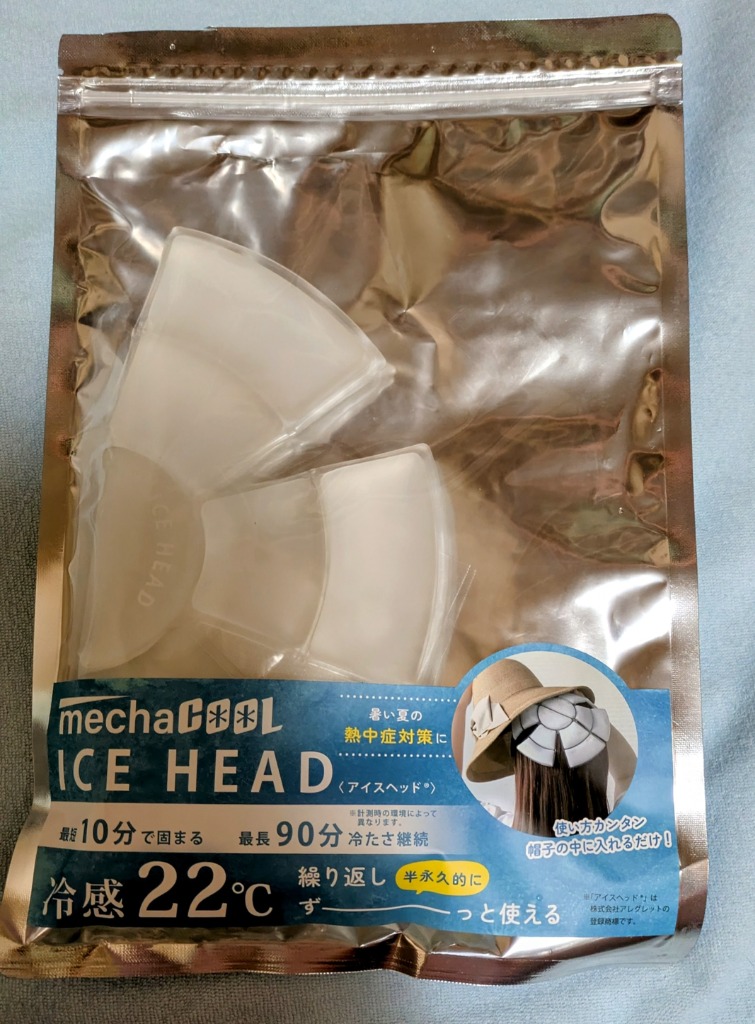 ICE HEAD
mechaCOOL
ICE HEAD
〈アイスヘッド®〉
暑い夏の
熱中症対策に
最短10分で固まる
最長90分冷たさ継続
※計測時の環境によって
異なります。
冷感22℃
繰り返し 半永久的に
ず――っと使える
使い方カンタン
帽子の中に入れるだけ!
※「アイスヘッド®」は
株式会社アレグレットの
登録商標です。